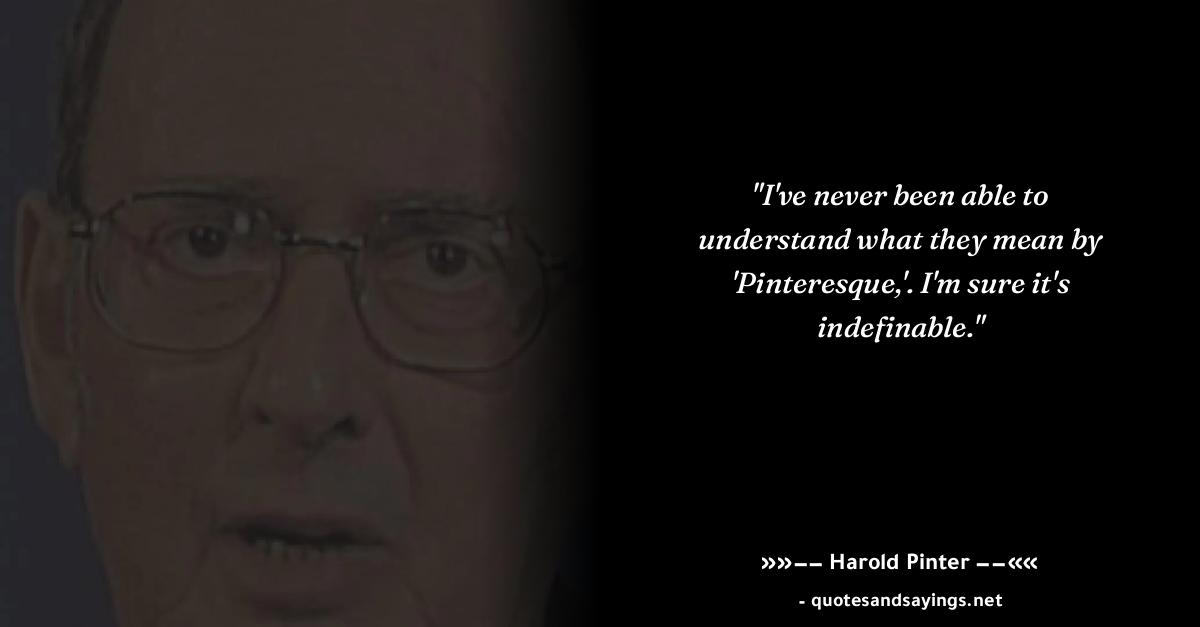 "I've never been able to
understand what they mean by
'Pinteresque,'. I'm sure it's
indefinable."
»»–– Harold Pinter ––««
- quotesandsayings.net